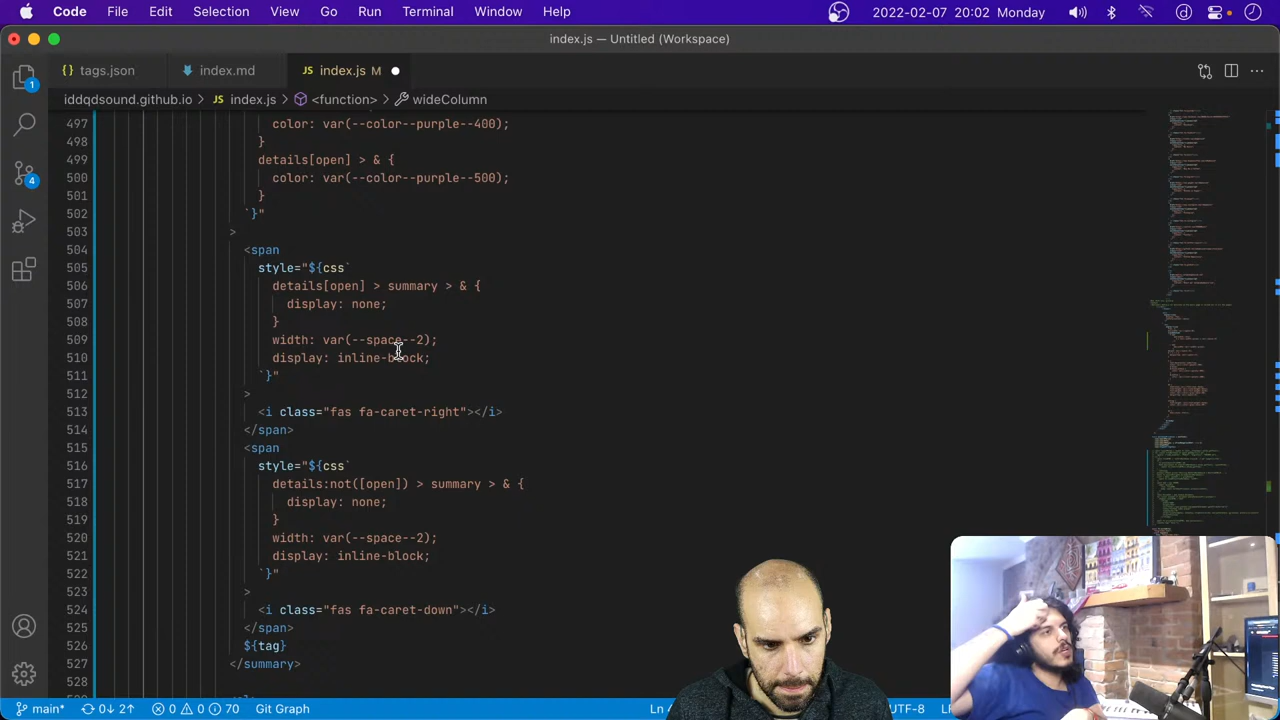 Code File Edit Selection View Go Run Terminal Window Help 2022-02-07 20:02 Monday
index.js — Untitled (Workspace)
tags.json index.md index.js M
iddqdsound.github.io > index.js > <function> > wideColumn
497 color: var(--color--purple--400);
498 }
499 details[open] > & {
500 color: var(--color--purple--500);
501 }
502 `}"
503 >
504 <span
505 style="${css`
506 details[open] > summary > & {
507 display: none;
508 }
509 width: var(--space--2);
510 display: inline-block;
511 `}"
512 >
513 <i class="fas fa-caret-right"></i>
514 </span>
515 <span
516 style="${css`
517 details:not([open]) > summary > & {
518 display: none;
519 }
520 width: var(--space--2);
521 display: inline-block;
522 `}"
523 >
524 <i class="fas fa-caret-down"></i>
525 </span>
526 ${tag}
527 </summary>
528
main* 0↓ 2↑ 0 0 70 Git Graph